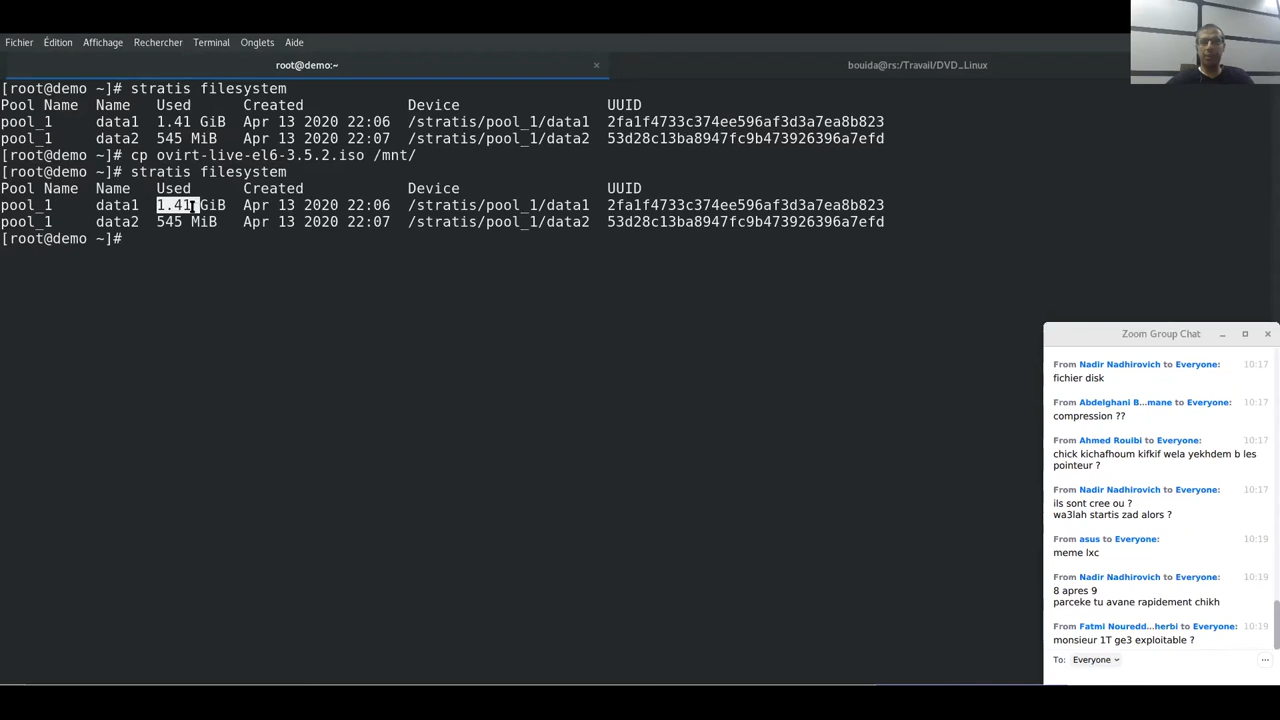 Fichier Édition Affichage Rechercher Terminal Onglets Aide
root@demo:~ × bouida@rs:/Travail/DVD_Linux
[root@demo ~]# stratis filesystem
Pool Name Name Used Created Device UUID
pool_1 data1 1.41 GiB Apr 13 2020 22:06 /stratis/pool_1/data1 2fa1f4733c374ee596af3d3a7ea8b823
pool_1 data2 545 MiB Apr 13 2020 22:07 /stratis/pool_1/data2 53d28c13ba8947fc9b473926396a7efd
[root@demo ~]# cp ovirt-live-el6-3.5.2.iso /mnt/
[root@demo ~]# stratis filesystem
Pool Name Name Used Created Device UUID
pool_1 data1 1.41 GiB Apr 13 2020 22:06 /stratis/pool_1/data1 2fa1f4733c374ee596af3d3a7ea8b823
pool_1 data2 545 MiB Apr 13 2020 22:07 /stratis/pool_1/data2 53d28c13ba8947fc9b473926396a7efd
[root@demo ~]#
Zoom Group Chat
From Nadir Nadhirovich to Everyone: 10:17
fichier disk
From Abdelghani B...mane to Everyone: 10:17
compression ??
From Ahmed Rouibi to Everyone: 10:17
chick kichafhoum kifkif wela yekhdem b les
pointeur ?
From Nadir Nadhirovich to Everyone: 10:17
ils sont cree ou ?
wa3lah startis zad alors ?
From asus to Everyone: 10:19
meme lxc
From Nadir Nadhirovich to Everyone: 10:19
8 apres 9
parceke tu avane rapidement chikh
From Fatmi Nouredd...herbi to Everyone: 10:19
monsieur 1T ge3 exploitable ?
To: Everyone